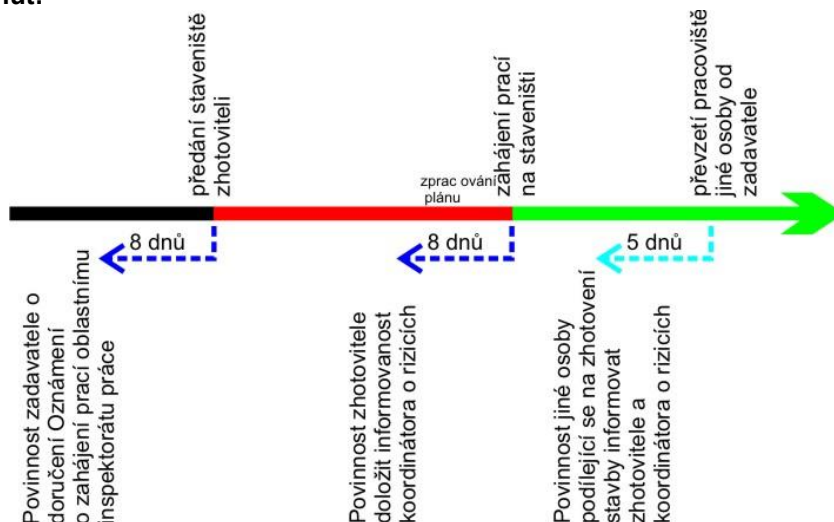 předání staveniště
zhotoviteli
zahájení prací
na staveništi
převzetí pracoviště
jiné osoby od
zadavatele
zprac ování
plánu
8 dnů
8 dnů
5 dnů
Povinnost zadavatele o
doručení Oznámení
o zahájení prací oblastnímu
inspektorátu práce
Povinnost zhotovitele
doložit informovanost
koordinátora o rizicích
Povinnost jiné osoby
podílející se na zhotovení
stavby informovat
zhotovitele a
koordinátora o rizicích